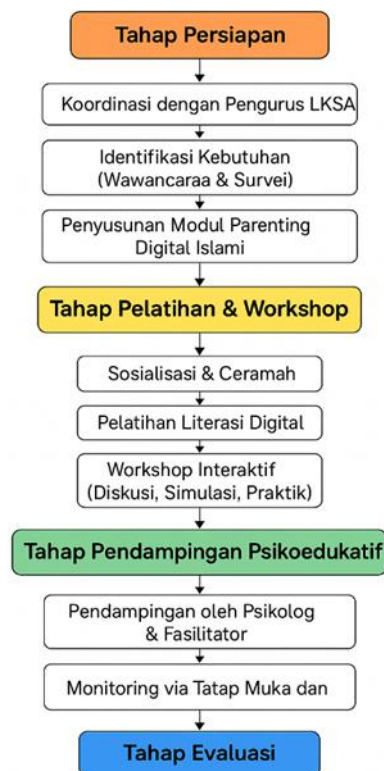 Tahap Persiapan
Koordinasi dengan Pengurus LKSA
Identifikasi Kebutuhan
(Wawancaraa & Survei)
Penyusunan Modul Parenting
Digital Islami
Tahap Pelatihan & Workshop
Sosialisasi & Ceramah
Pelatihan Literasi Digital
Workshop Interaktif
(Diskusi, Simulasi, Praktik)
Tahap Pendampingan Psikoedukatif
Pendampingan oleh Psikolog
& Fasilitator
Monitoring via Tatap Muka dan
Tahap Evaluasi